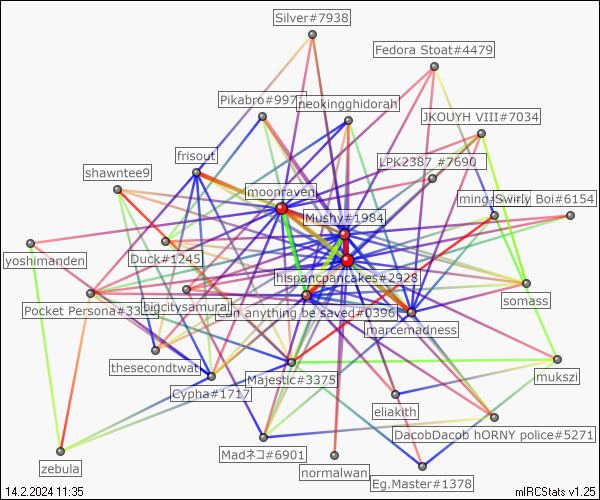 Silver#7938
Fedora Stoat#4479
Pikabro#997
neokingghidorah
JKOUYH VIII#7034
frisout
LPK2387 #7690
shawntee9
moonraven
ming
Swirly Boi#6154
Mushy#1984
yoshimanden
Duck#1245
hispancpancakes#2928
somass
Pocket Persona#33
bigcitysamurai
can anything be saved#0396
marcemadness
thesecondtwat
Cypha#1717
Majestic#3375
mukszi
eliakith
DacobDacob hORNY police#5271
Madネコ#6901
zebula
normalwan
Eg.Master#1378
14.2.2024 11:35
mIRCStats v1.25